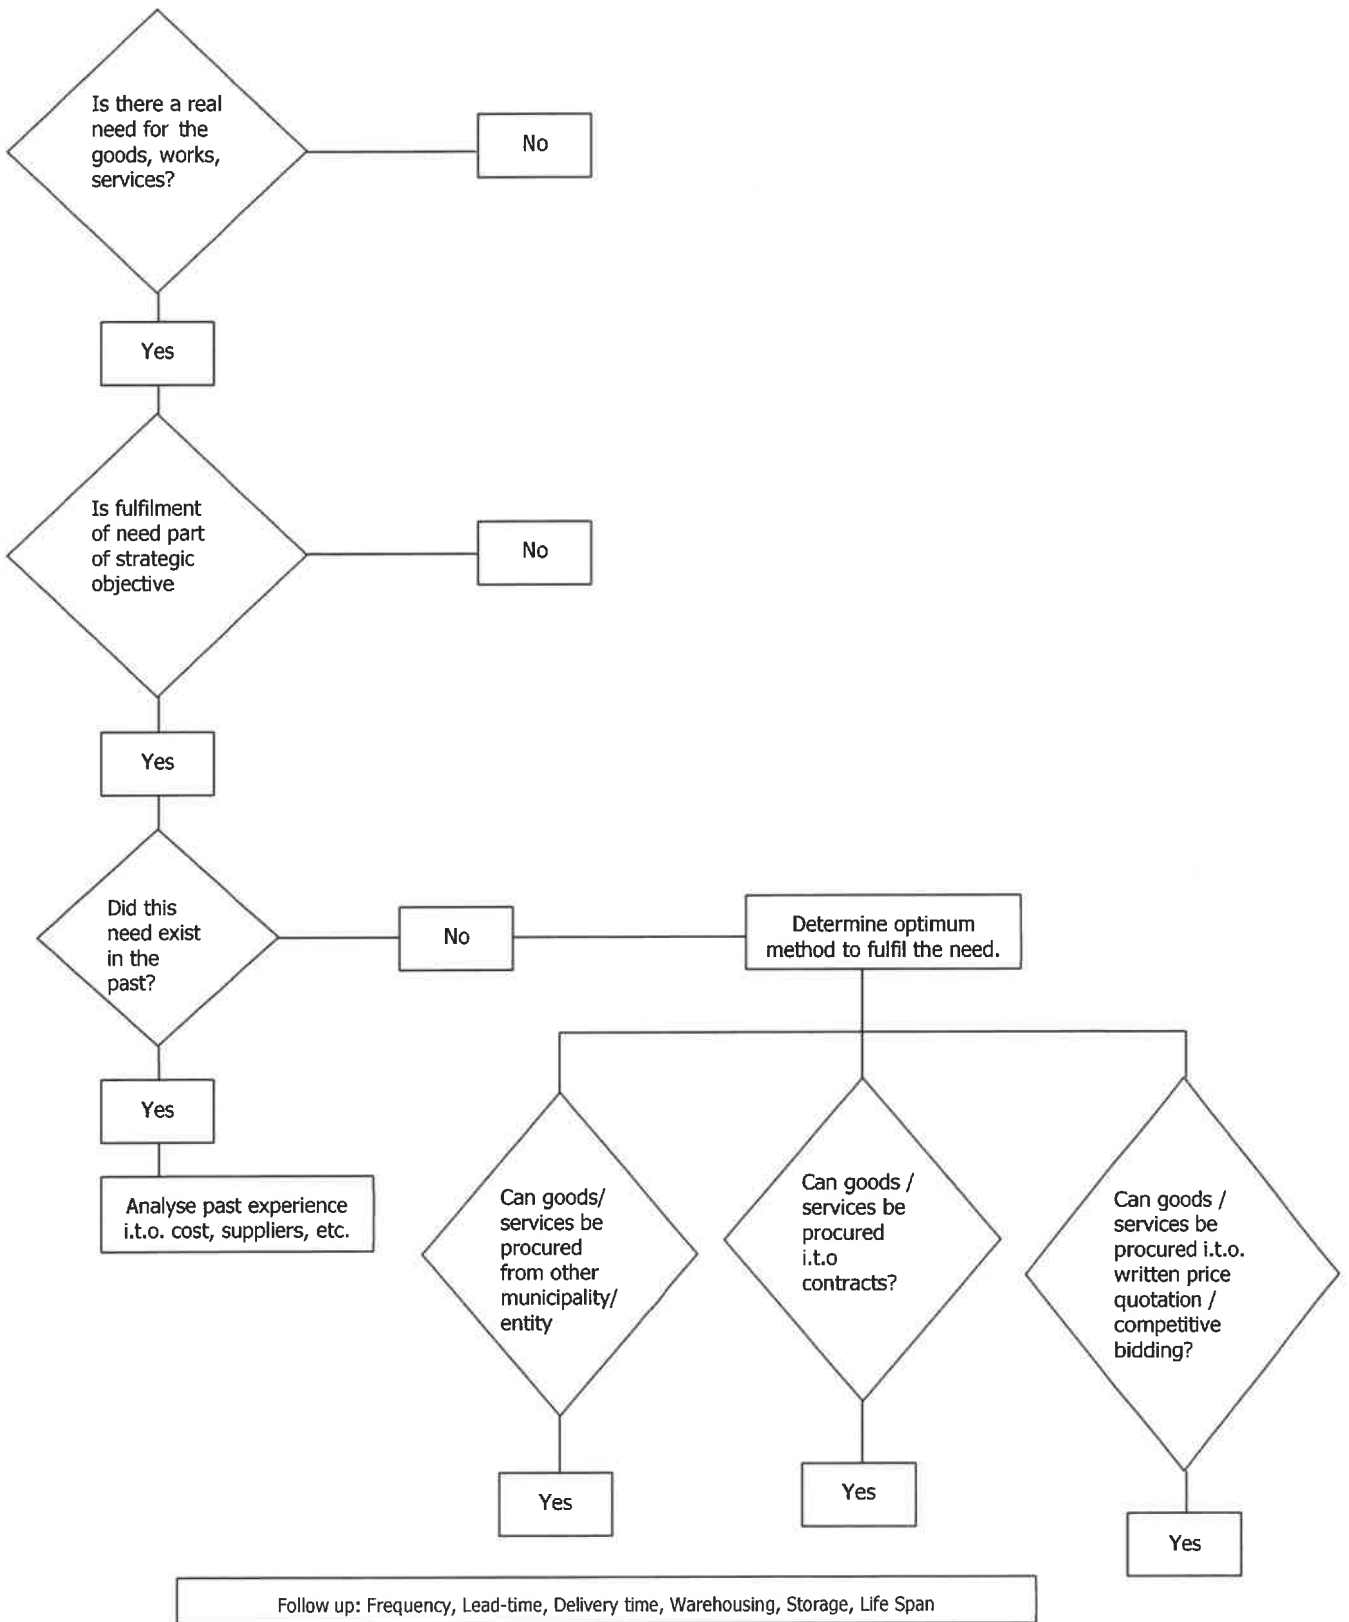 Is there a real
need for the
goods, works,
services?
No
Yes
Is fulfilment
of need part
of strategic
objective
No
Yes
Did this
need exist
in the
past?
No
Determine optimum
method to fulfil the need.
Yes
Analyse past experience
i.t.o. cost, suppliers, etc.
Can goods/
services be
procured
from other
municipality/
entity
Can goods /
services be
procured
i.t.o
contracts?
Can goods /
services be
procured i.t.o.
written price
quotation /
competitive
bidding?
Yes
Yes
Yes
Follow up: Frequency, Lead-time, Delivery time, Warehousing, Storage, Life Span